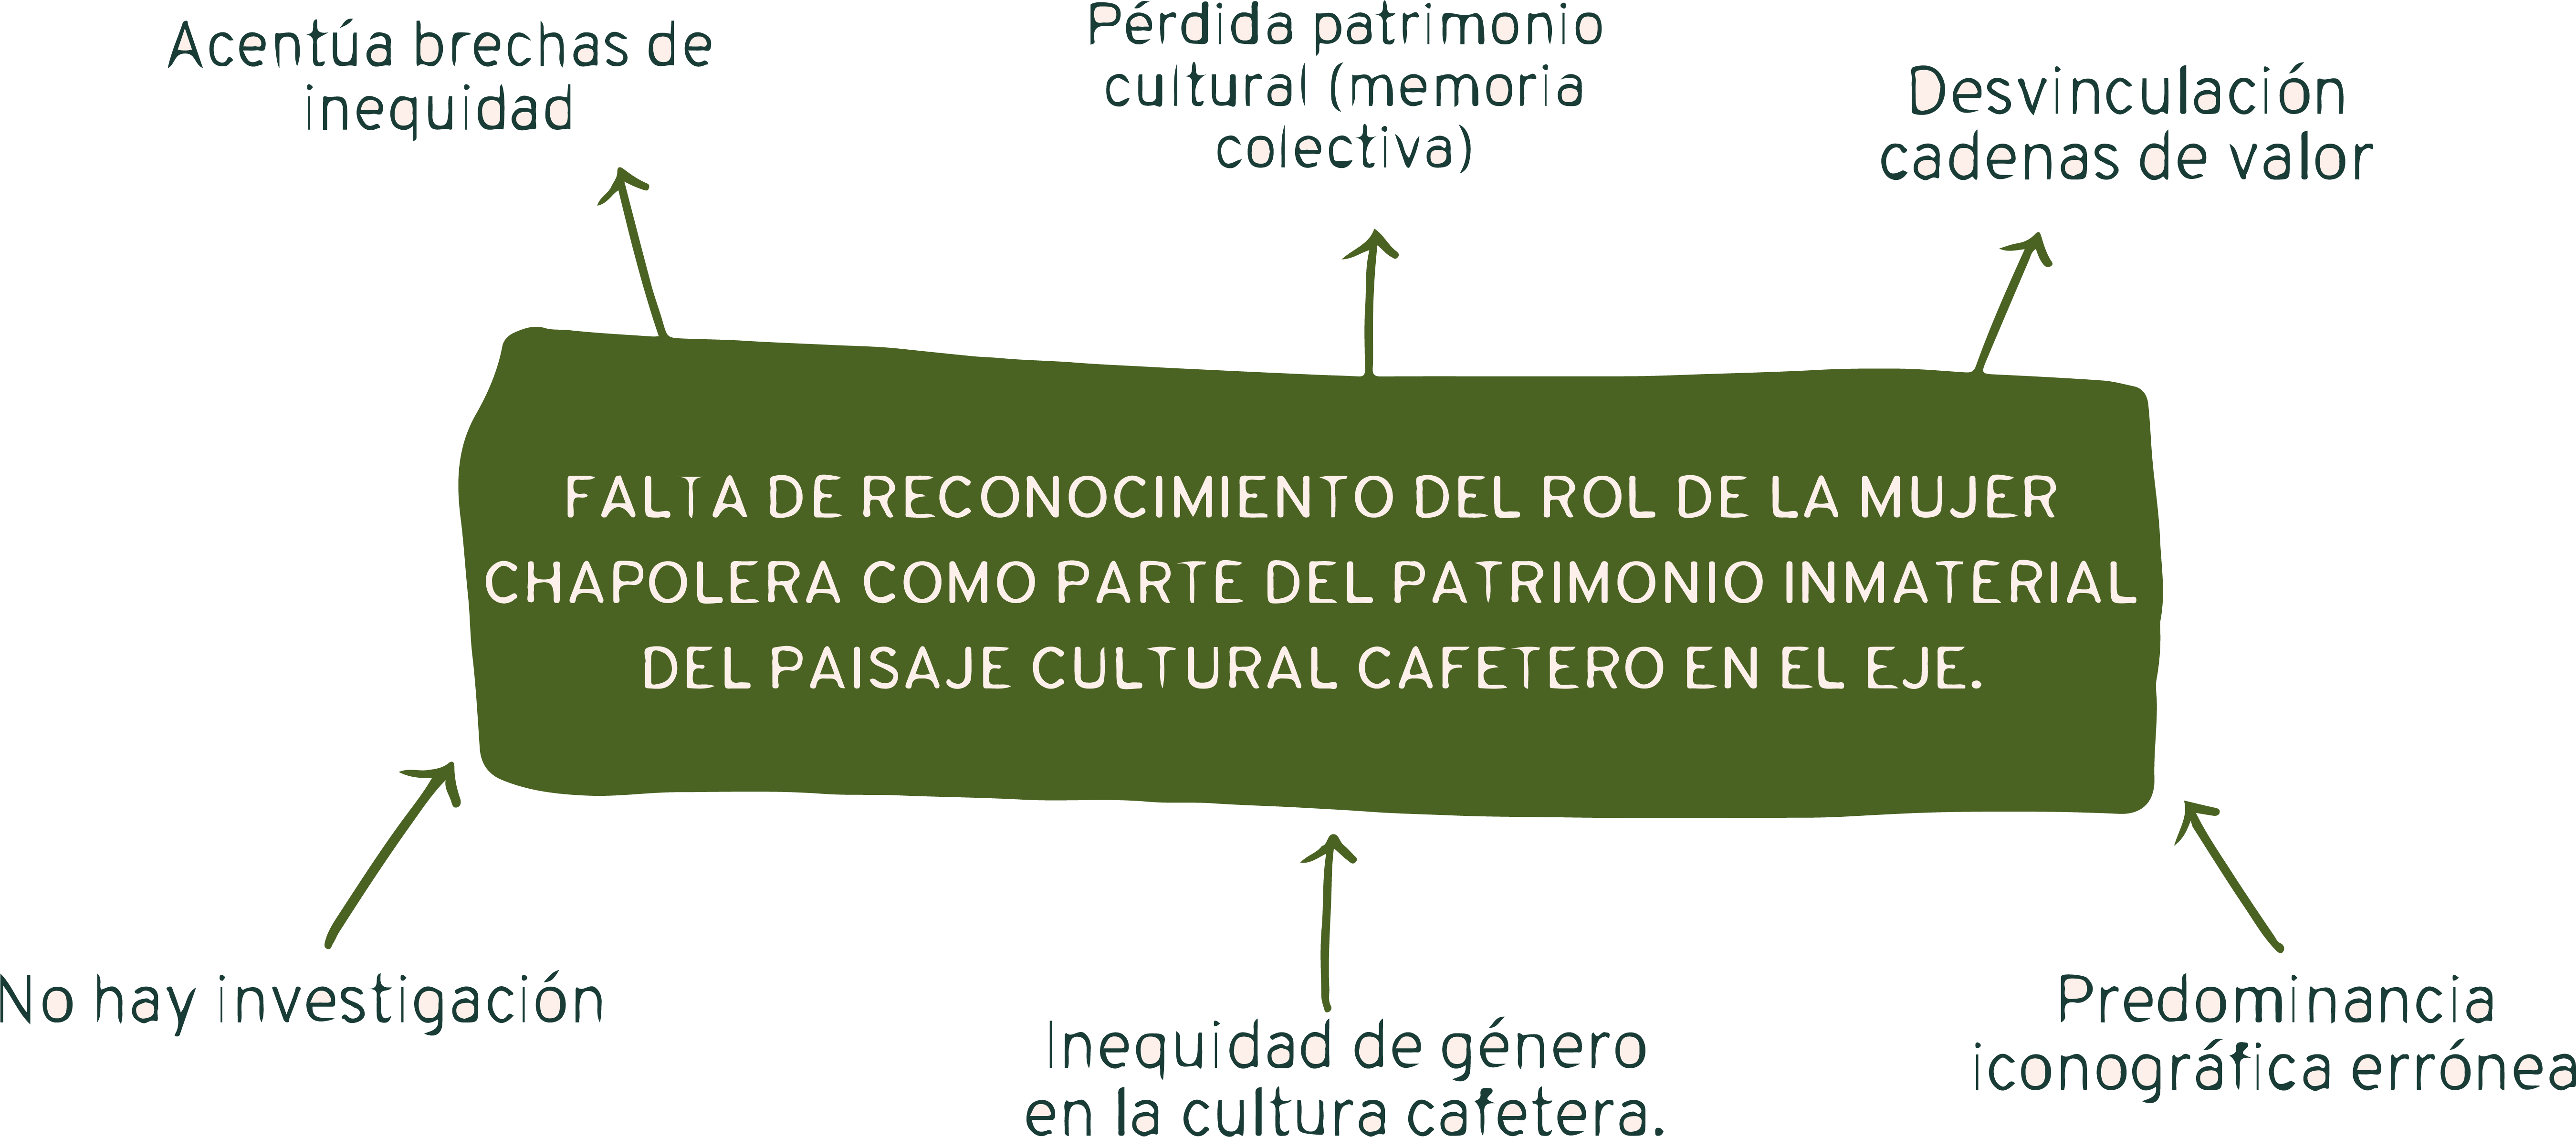 Acentúa brechas de
inequidad
Pérdida patrimonio
cultural (memoria
colectiva)
Desvinculación
cadenas de valor
FALTA DE RECONOCIMIENTO DEL ROL DE LA MUJER
CHAPOLERA COMO PARTE DEL PATRIMONIO INMATERIAL
DEL PAISAJE CULTURAL CAFETERO EN EL EJE.
No hay investigación
Inequidad de género
en la cultura cafetera.
Predominancia
iconográfica errónea